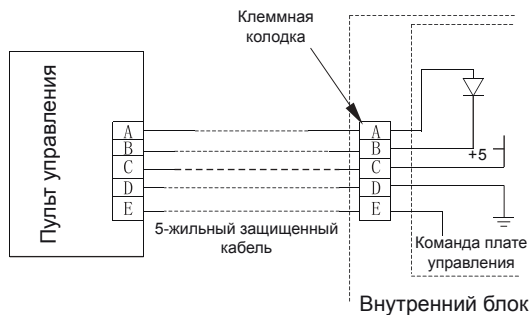 Клеммная
колодка
Пульт управления
A
B
C
D
E
A
B
C
D
E
+5
5-жильный защищенный
кабель
Команда плате
управления
Внутренний блок